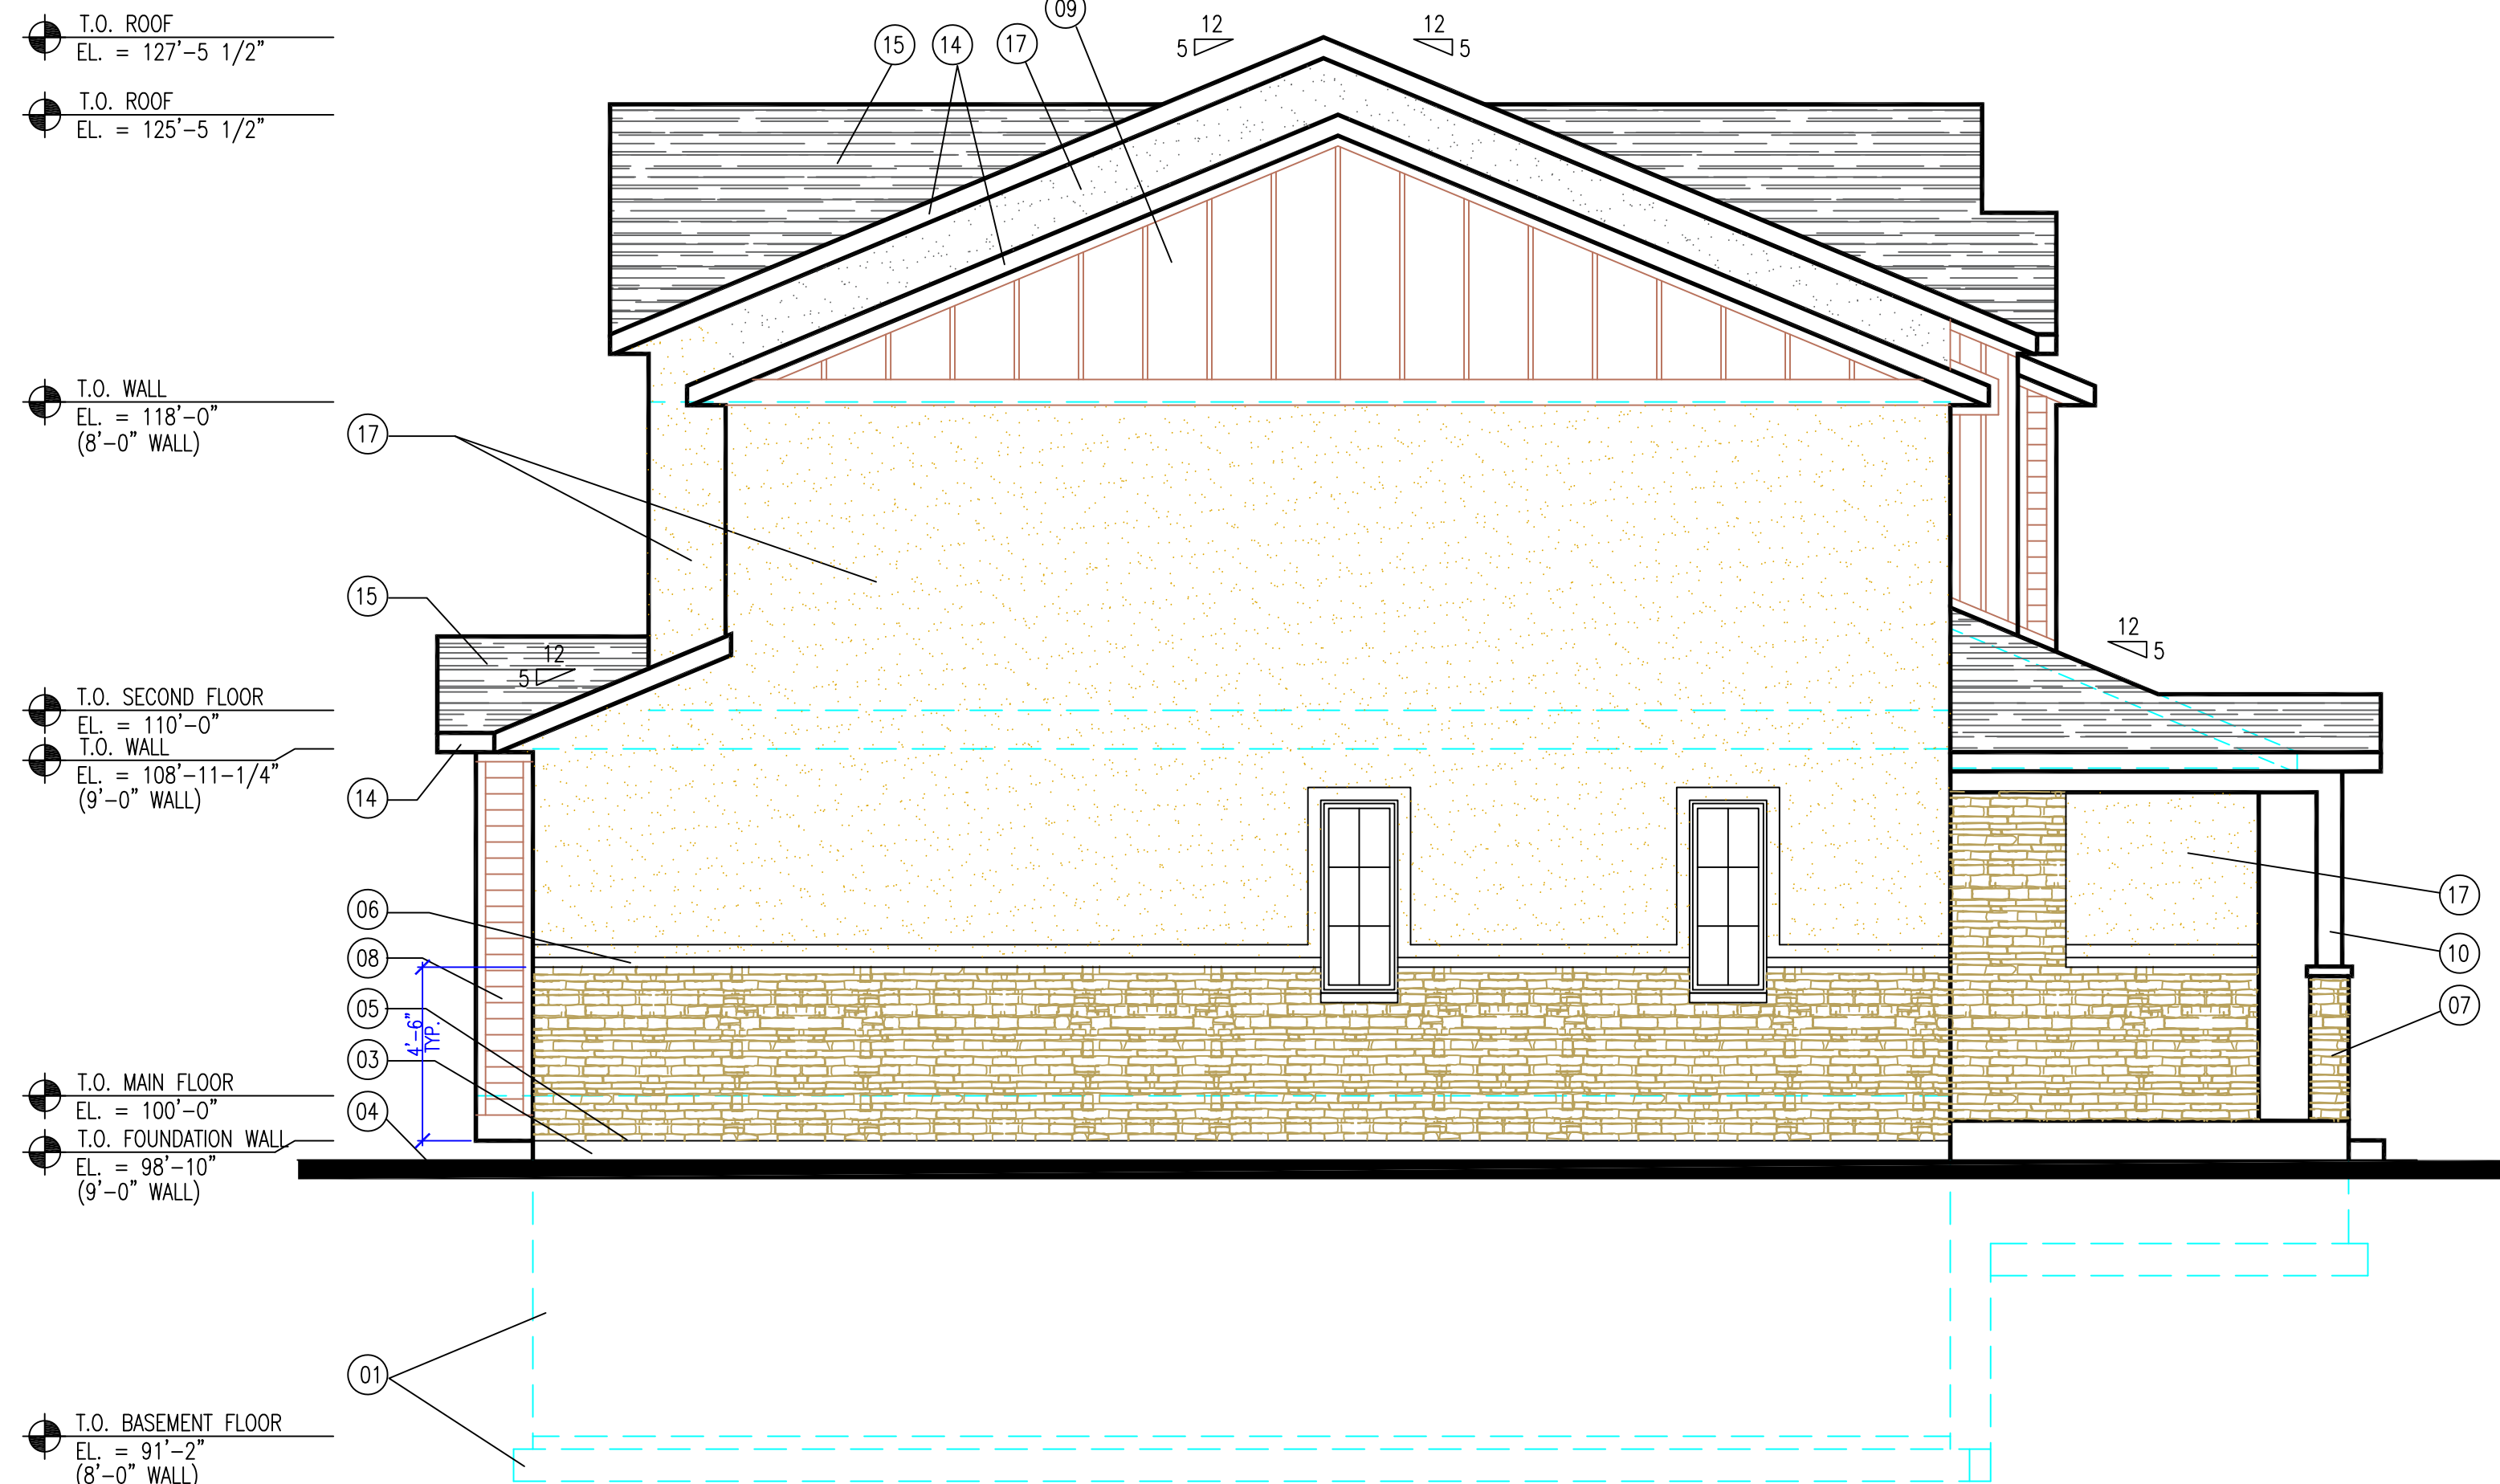 09
T.O. ROOF
EL. = 127'-5 1/2"
15
14
17
12
5
12
5
T.O. ROOF
EL. = 125'-5 1/2"
T.O. WALL
EL. = 118'-0"
(8'-0" WALL)
17
15
12
5
12
5
T.O. SECOND FLOOR
EL. = 110'-0"
T.O. WALL
EL. = 108'-11-1/4"
(9'-0" WALL)
14
06
17
08
10
05
07
4'-6"
TYP.
03
T.O. MAIN FLOOR
EL. = 100'-0"
04
T.O. FOUNDATION WALL
EL. = 98'-10"
(9'-0" WALL)
01
T.O. BASEMENT FLOOR
EL. = 91'-2"
(8'-0" WALL)